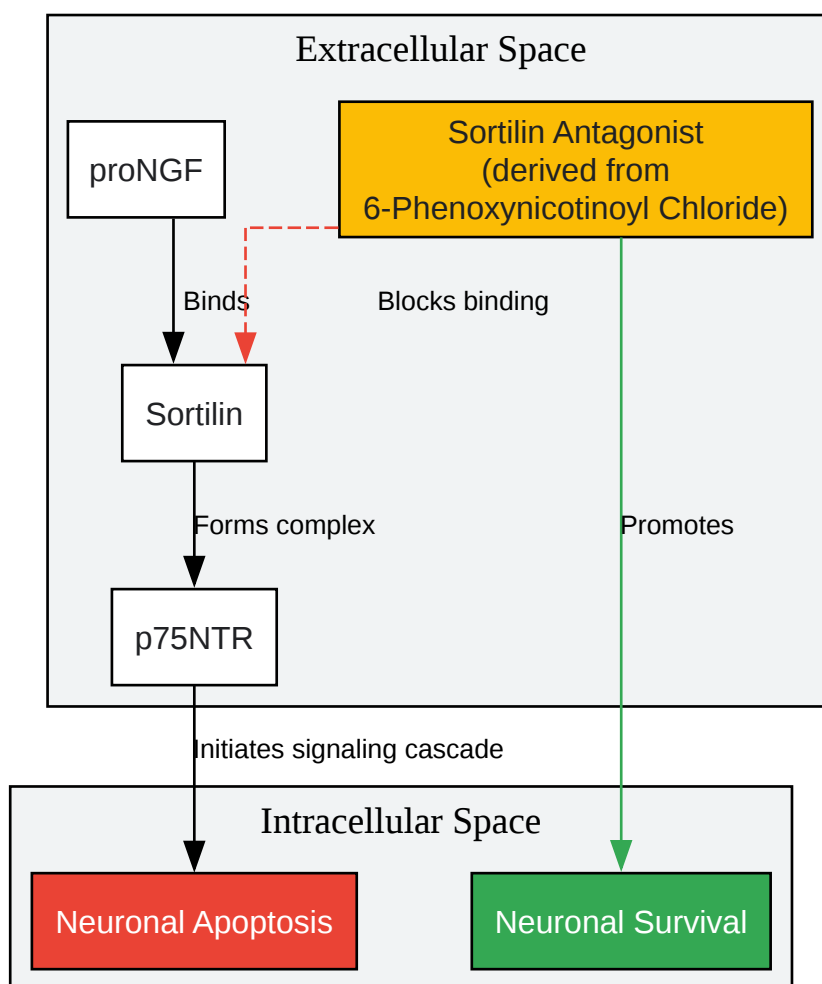 Extracellular Space
proNGF
Sortilin Antagonist
(derived from
6-Phenoxynicotinoyl Chloride)
Binds
Blocks binding
Sortilin
Forms complex
Promotes
p75NTR
Initiates signaling cascade
Intracellular Space
Neuronal Apoptosis
Neuronal Survival